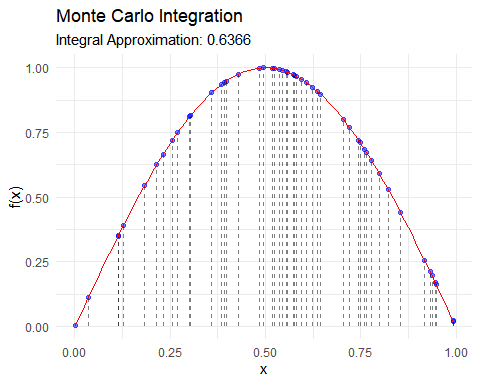 Monte Carlo Integration
Integral Approximation: 0.6366
1.00
0.75
f(x)
0.50
0.25
0.00
0.00 0.25 0.50 0.75 1.00
x